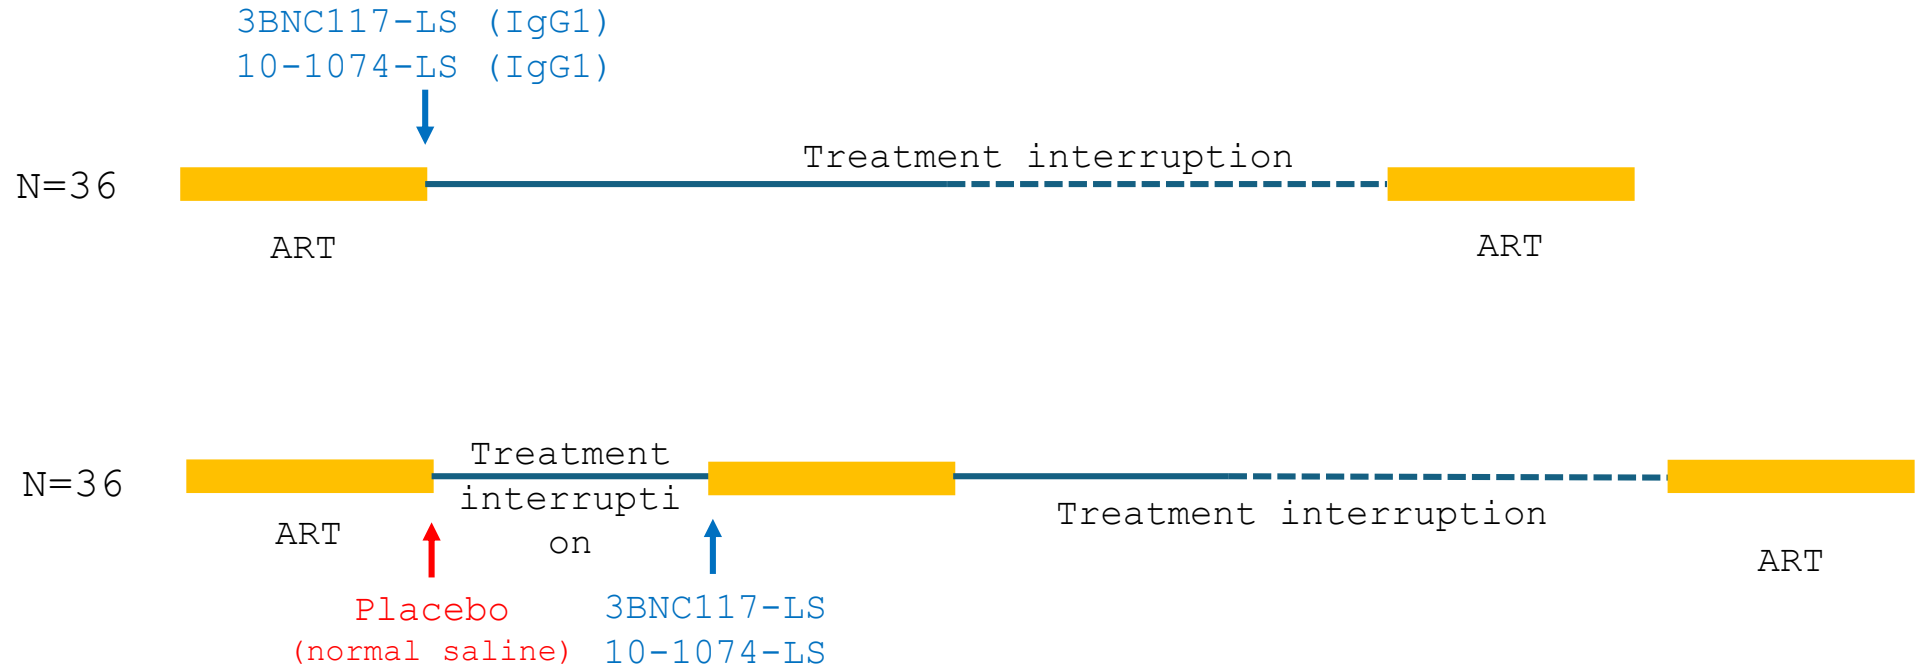 3BNC117-LS (IgG1)
10-1074-LS (IgG1)
Treatment interruption
N=36
ART
ART
Treatment
interrupti
on
N=36
ART
Treatment interruption
ART
Placebo
(normal saline)
3BNC117-LS
10-1074-LS